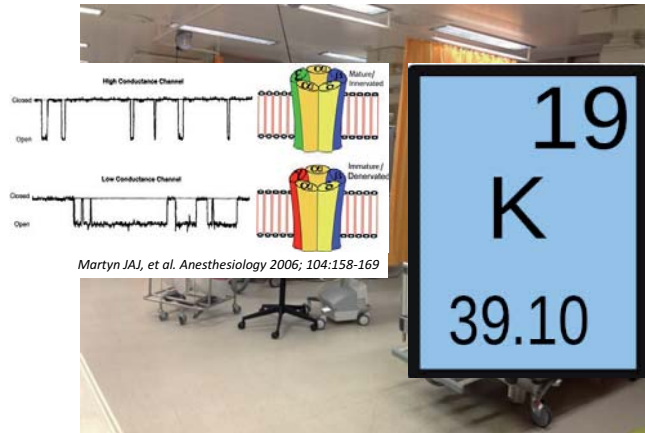 High Conductance Channel
Closed
Open
Mature/
Innervated
Low Conductance Channel
Closed
Open
Immature/
Denervated
Martyn JAJ, et al. Anesthesiology 2006; 104:158-169
19
K
39.10